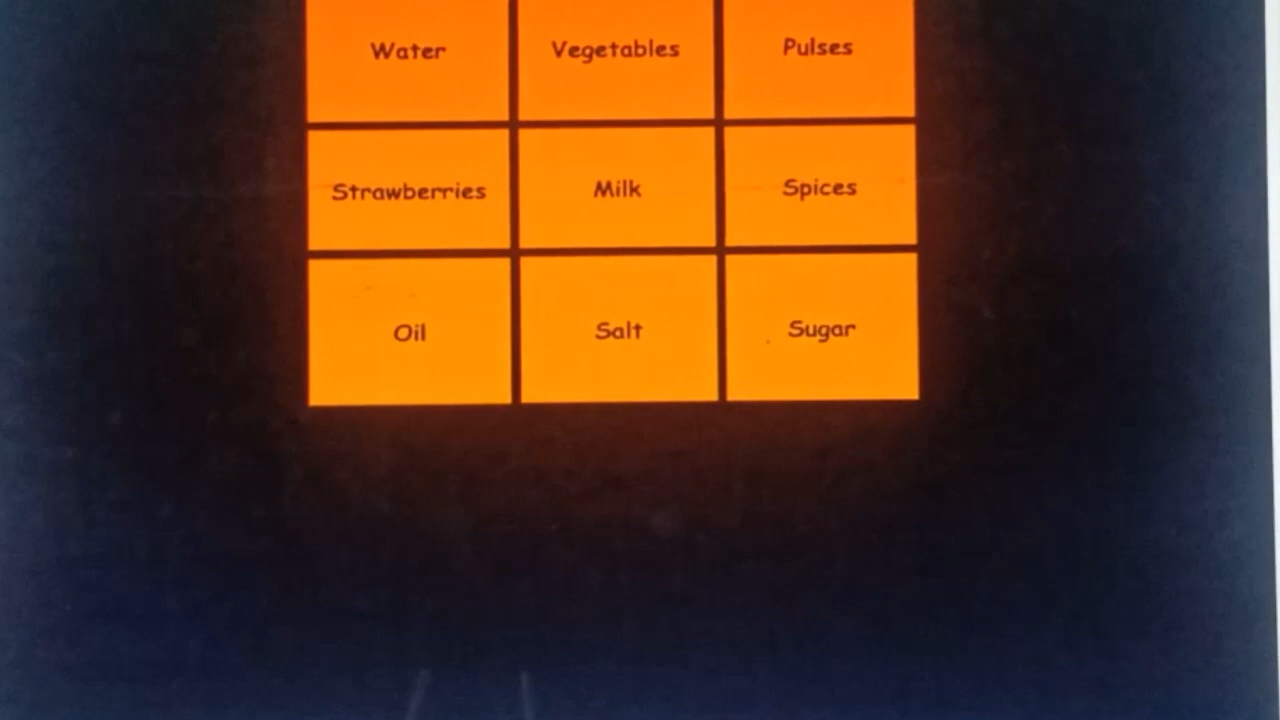 Water Vegetables Pulses
Strawberries Milk Spices
Oil Salt Sugar